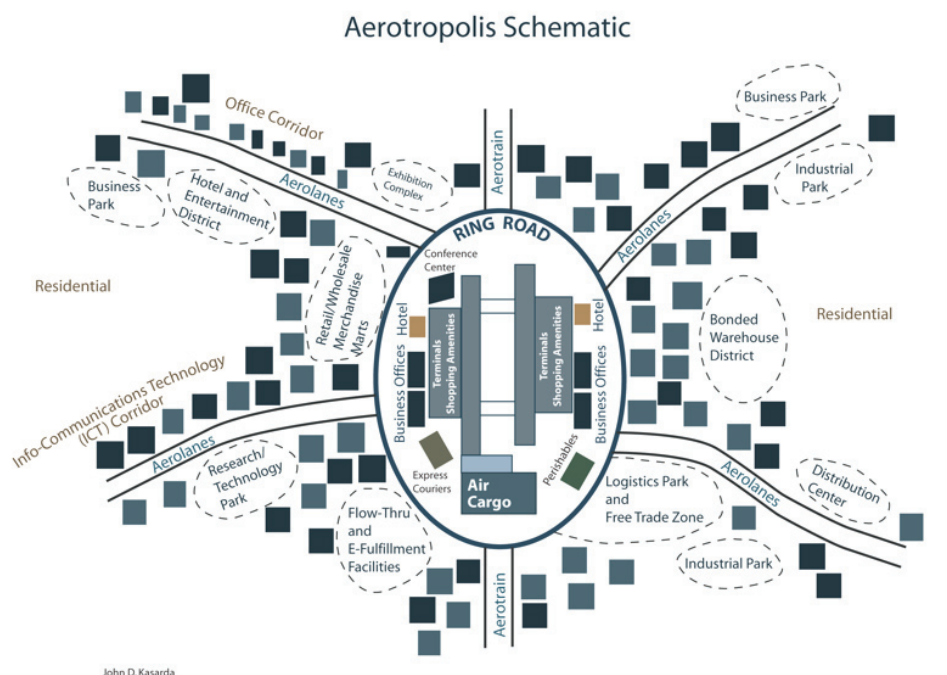 Aerotropolis Schematic
Office Corridor
Business Park
Aerotrain
Exhibition
Complex
Industrial
Park
Business
Park
Hotel and
Entertainment
District
Aerolanes
Aerolanes
RING ROAD
Conference
Center
Residential
Retail/Wholesale
Merchandise
Marts
Hotel
Hotel
Residential
Bonded
Warehouse
District
Terminals
Shopping Amenities
Terminals
Shopping Amenities
Business Offices
Business Offices
Info-Communications Technology
(ICT) Corridor
Aerolanes
Research/
Technology
Park
Express
Couriers
Air
Cargo
Perishables
Logistics Park
and
Free Trade Zone
Aerolanes
Distribution
Center
Flow-Thru
and
E-Fulfillment
Facilities
Industrial Park
Aerotrain
John D. Kasarda